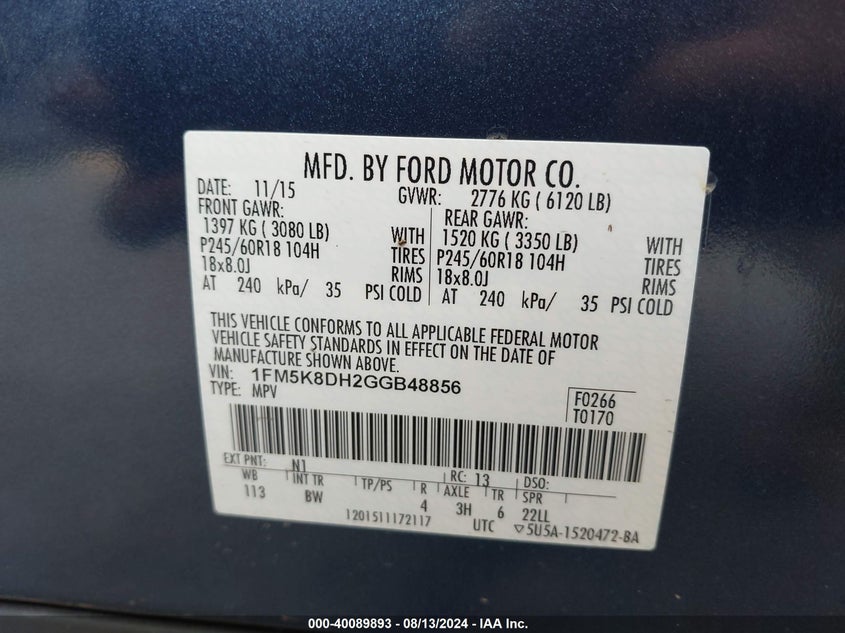 MFD. BY FORD MOTOR CO.
DATE: 11/15 GVWR: 2776 KG ( 6120 LB)
FRONT GAWR: REAR GAWR:
1397 KG ( 3080 LB) WITH 1520 KG ( 3350 LB) WITH
P245/60R18 104H TIRES P245/60R18 104H TIRES
18x8.0J RIMS 18x8.0J RIMS
AT 240 kPa/ 35 PSI COLD AT 240 kPa/ 35 PSI COLD
THIS VEHICLE CONFORMS TO ALL APPLICABLE FEDERAL MOTOR
VEHICLE SAFETY STANDARDS IN EFFECT ON THE DATE OF
MANUFACTURE SHOWN ABOVE.
VIN: 1FM5K8DH2GGB48856
TYPE: MPV
F0266
T0170
EXT PNT: N1 RC: 13 DSO:
WB INT TR TP/PS R AXLE TR SPR
113 BW 4 3H 6 22LL
1201511172117 UTC ▽5U5A-1520472-BA
000-40089893 - 08/13/2024 - IAA Inc.